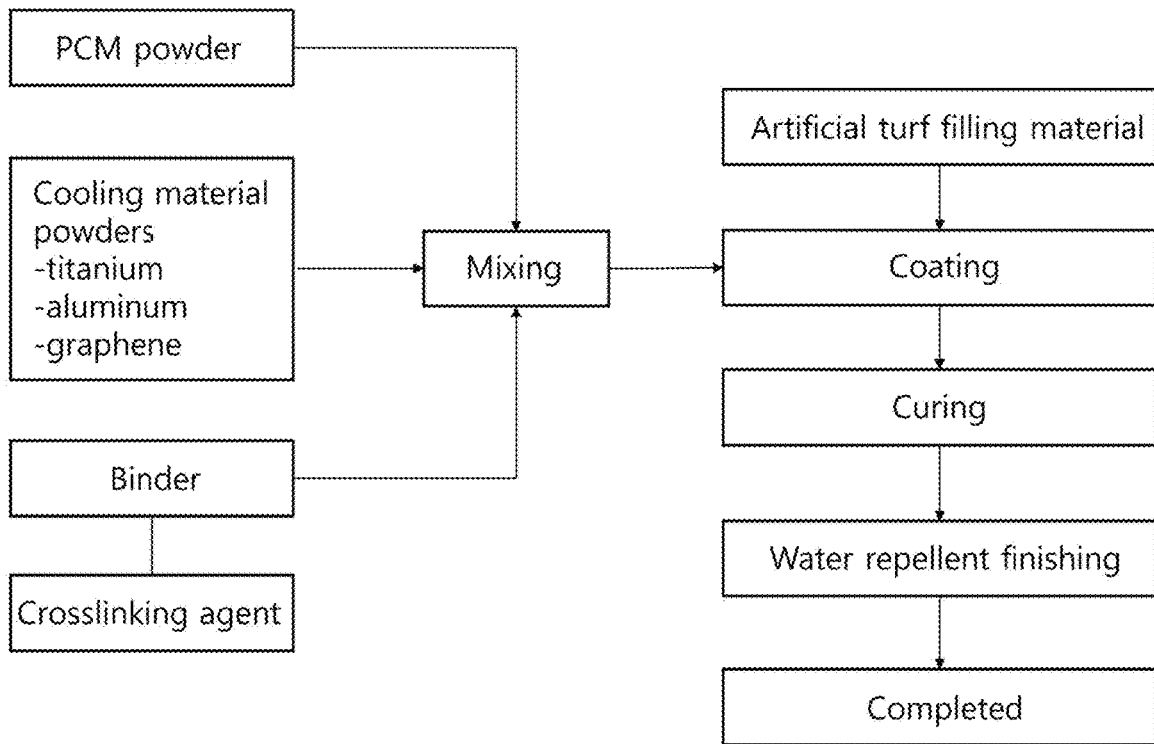 PCM powder
Cooling material
powders
-titanium
-aluminum
-graphene
Binder
Crosslinking agent
Mixing
Artificial turf filling material
Coating
Curing
Water repellent finishing
Completed